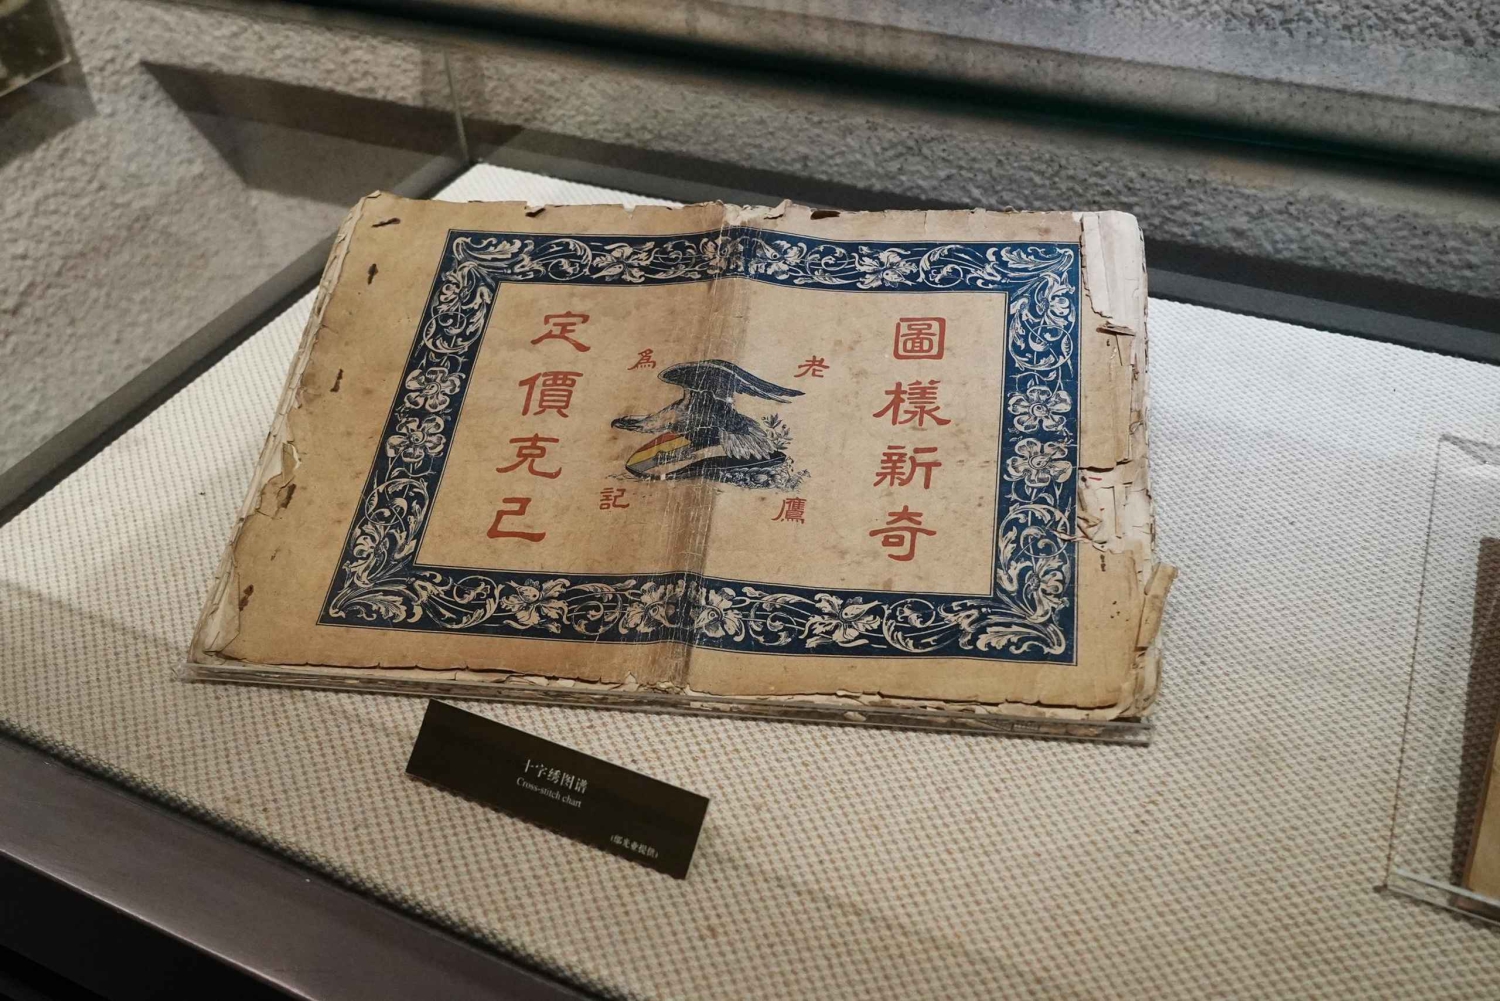 圖樣新奇
老鷹
為記
定價克己
十字绣图谱
Cross-stitch chart